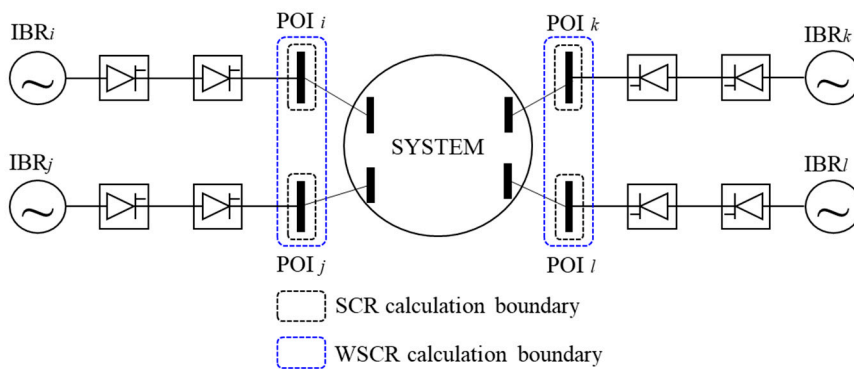 POI i
POI k
IBRi
IBRk
SYSTEM
IBRj
IBRl
POI j
POI l
SCR calculation boundary
WSCR calculation boundary